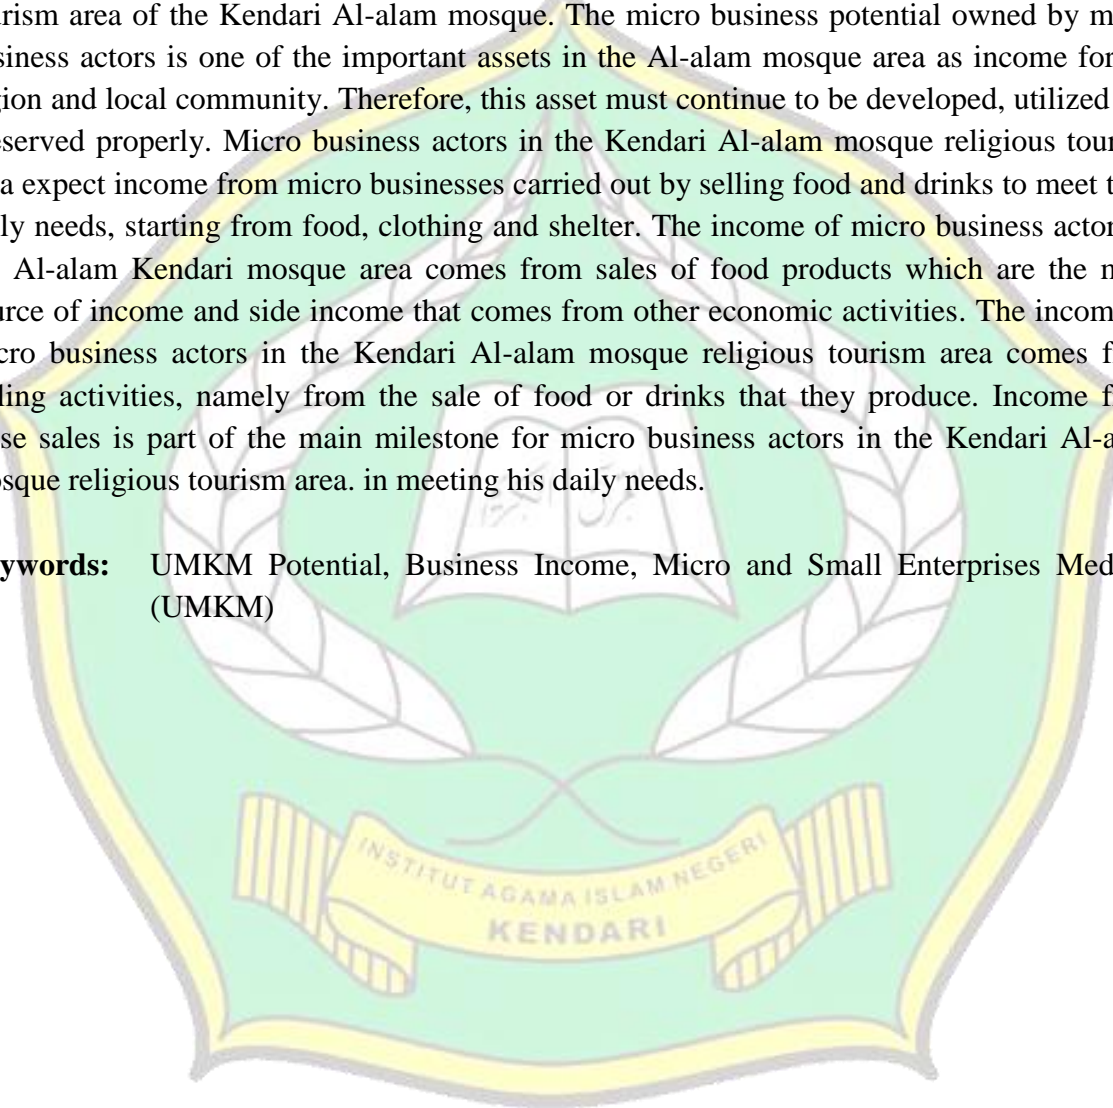 urism area of the Kendari Al-alam mosque. The micro business potential owned by m
siness actors is one of the important assets in the Al-alam mosque area as income for
gion and local community. Therefore, this asset must continue to be developed, utilized
eserved properly. Micro business actors in the Kendari Al-alam mosque religious tour
a expect income from micro businesses carried out by selling food and drinks to meet t
ly needs, starting from food, clothing and shelter. The income of micro business actor
Al-alam Kendari mosque area comes from sales of food products which are the m
urce of income and side income that comes from other economic activities. The incom
cro business actors in the Kendari Al-alam mosque religious tourism area comes f
ling activities, namely from the sale of food or drinks that they produce. Income f
se sales is part of the main milestone for micro business actors in the Kendari Al-a
osque religious tourism area. in meeting his daily needs.
ywords: UMKM Potential, Business Income, Micro and Small Enterprises Med
(UMKM)
INSTITUT AGAMA ISLAM NEGERI
KENDARI